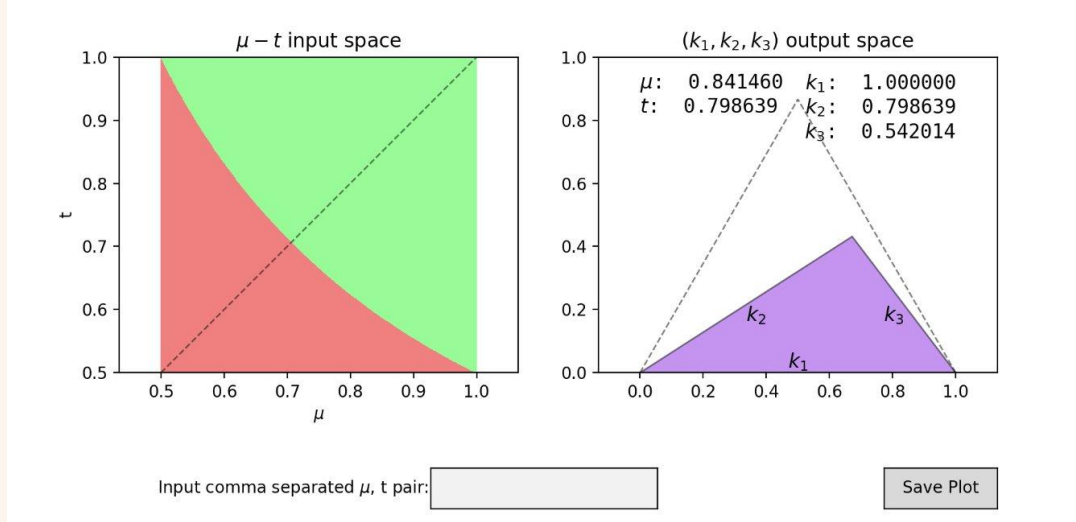 μ − t input space
1.0
0.9
0.8
0.7
0.6
0.5
t
0.5 0.6 0.7 0.8 0.9 1.0
μ
(k₁, k₂, k₃) output space
1.0
0.8
0.6
0.4
0.2
0.0
μ: 0.841460 k₁: 1.000000
t: 0.798639 k₂: 0.798639
k₃: 0.542014
k₂
k₃
k₁
0.0 0.2 0.4 0.6 0.8 1.0
Input comma separated μ, t pair:
Save Plot